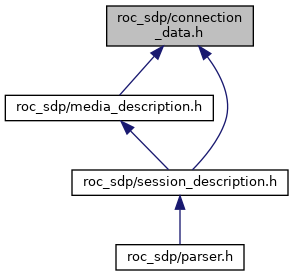 roc_sdp/connection
_data.h
roc_sdp/media_description.h
roc_sdp/session_description.h
roc_sdp/parser.h